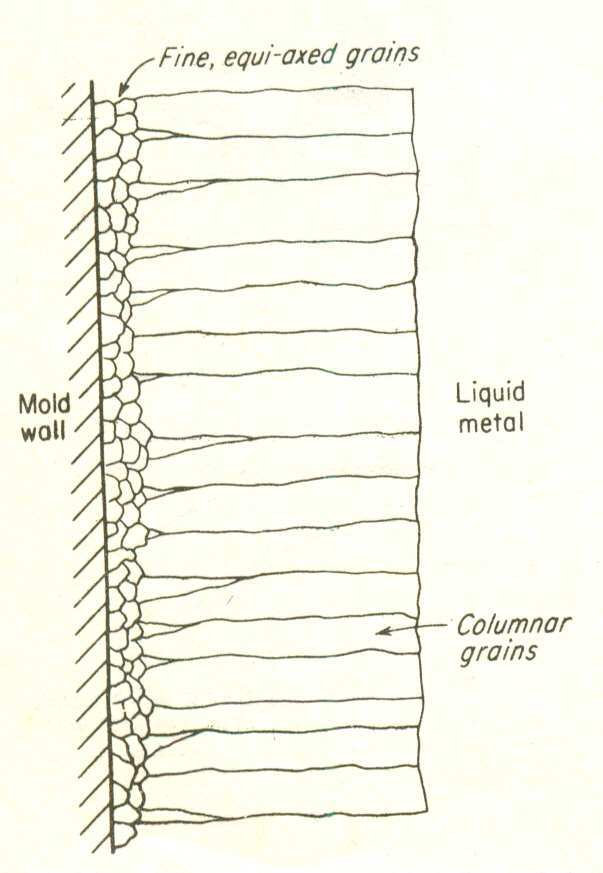 Fine, equi-axed grains
Mold
wall
Liquid
metal
Columnar
grains